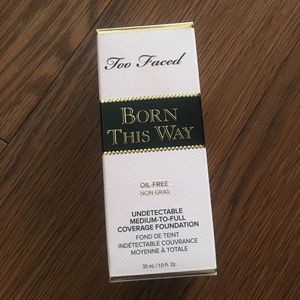 Too Faced
BORN
THIS WAY
OIL-FREE
NON GRAS
UNDETECTABLE
MEDIUM-TO-FULL
COVERAGE FOUNDATION
FOND DE TEINT
INDÉTECTABLE COUVRANCE
MOYENNE À TOTALE
30 mL / 1.0 Fl. Oz.